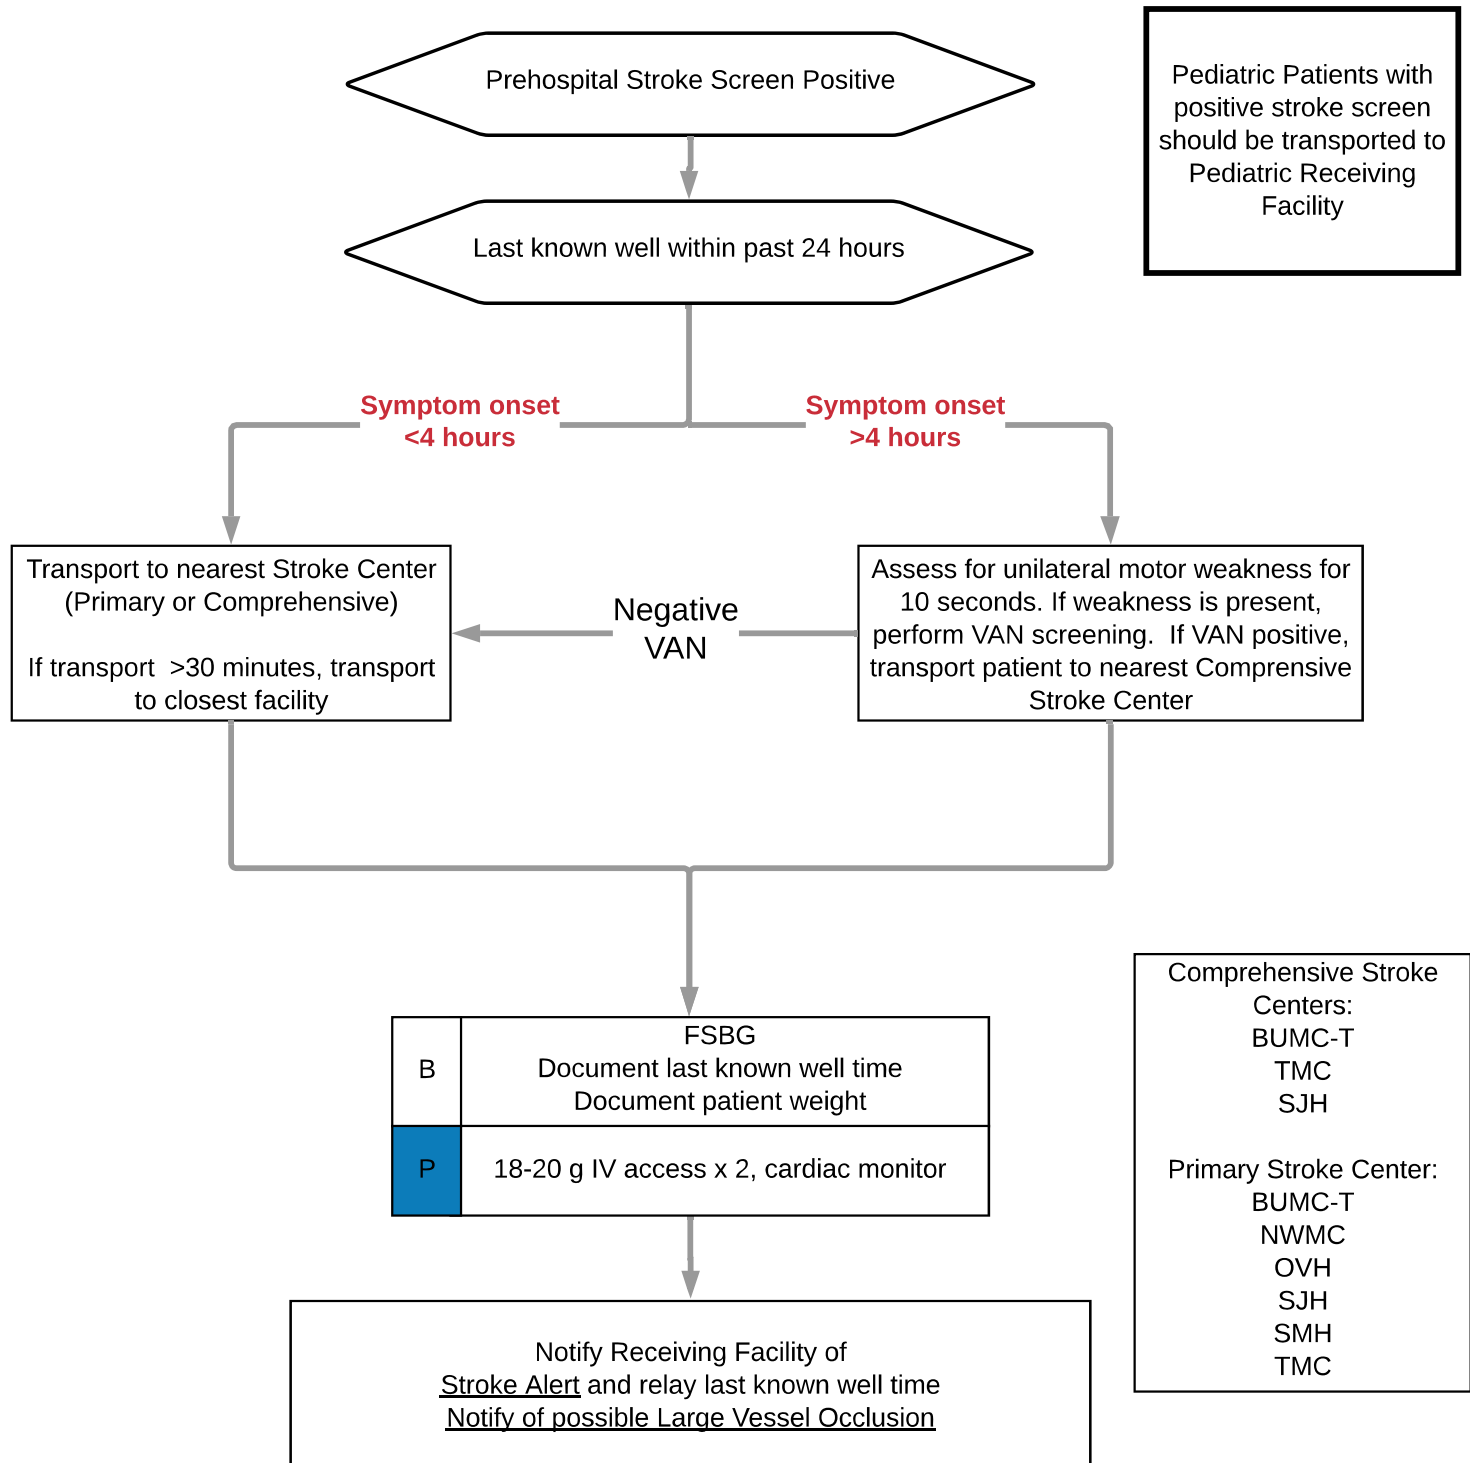 Prehospital Stroke Screen Positive
Pediatric Patients with
positive stroke screen
should be transported to
Pediatric Receiving
Facility
Last known well within past 24 hours
Symptom onset
<4 hours
Symptom onset
>4 hours
Transport to nearest Stroke Center
(Primary or Comprehensive)
If transport  >30 minutes, transport
to closest facility
Negative
VAN
Assess for unilateral motor weakness for
10 seconds. If weakness is present,
perform VAN screening.  If VAN positive,
transport patient to nearest Comprensive
Stroke Center
B
FSBG
Document last known well time
Document patient weight
P
18-20 g IV access x 2, cardiac monitor
Comprehensive Stroke
Centers:
BUMC-T
TMC
SJH
Primary Stroke Center:
BUMC-T
NWMC
OVH
SJH
SMH
TMC
Notify Receiving Facility of
Stroke Alert and relay last known well time
Notify of possible Large Vessel Occlusion